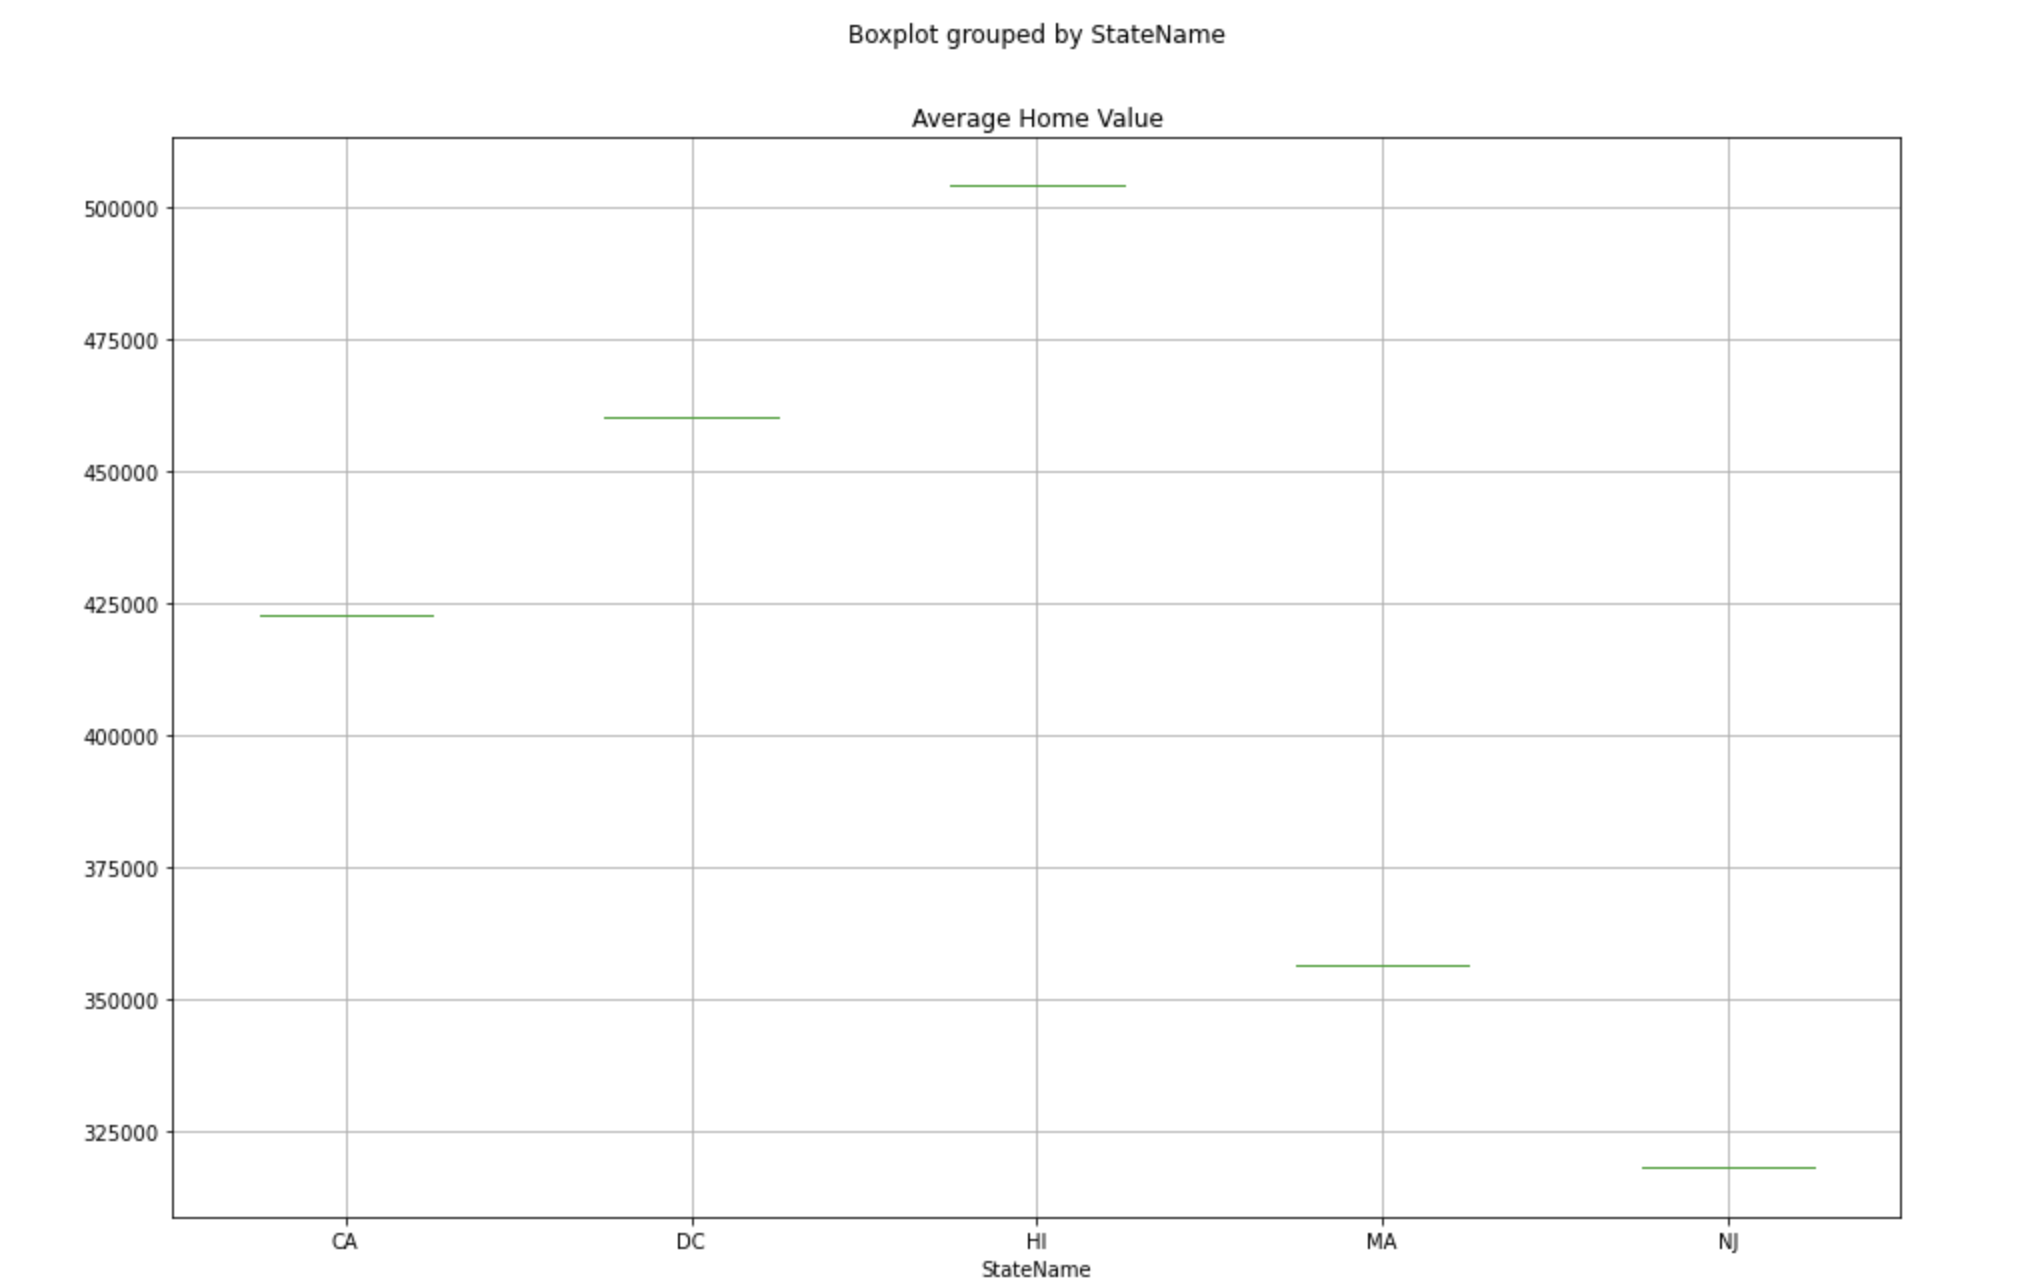 Boxplot grouped by StateName
Average Home Value
500000
475000
450000
425000
400000
375000
350000
325000
CA DC HI MA NJ
StateName